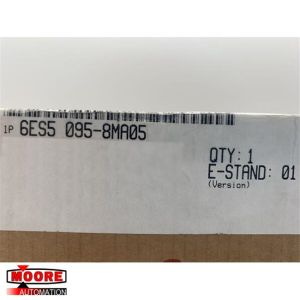 1P 6ES5 095-8MA05
QTY: 1
E-STAND: 01
(Version)
MOORE
AUTOMATION